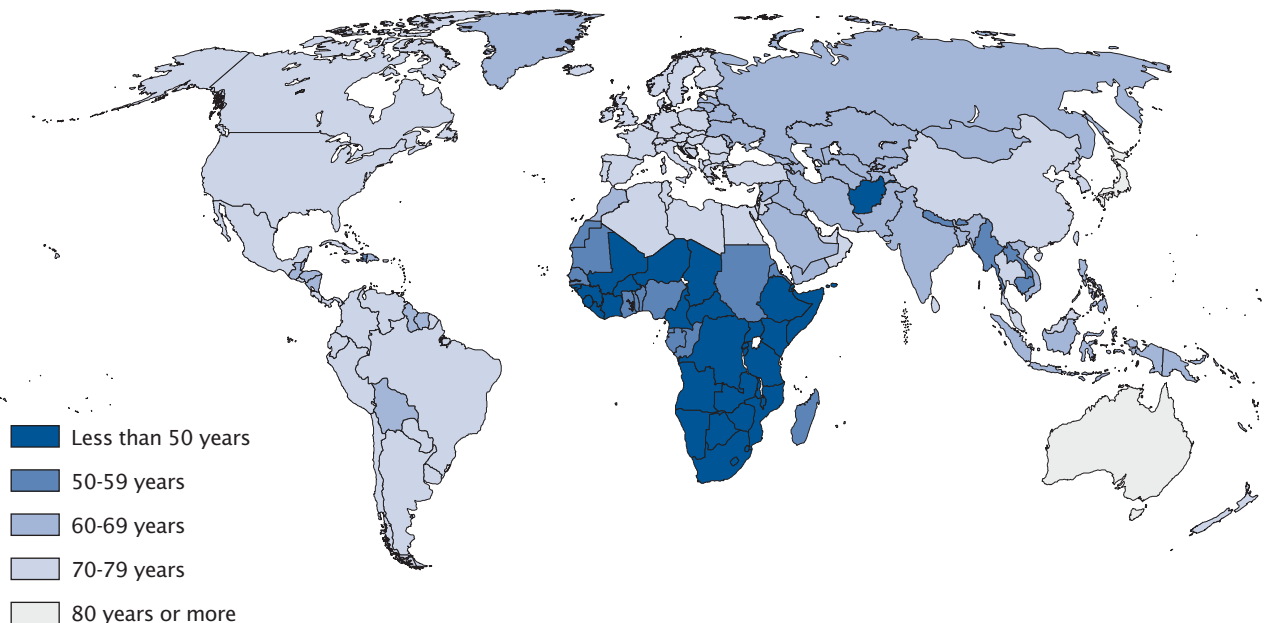 Less than 50 years
50-59 years
60-69 years
70-79 years
80 years or more